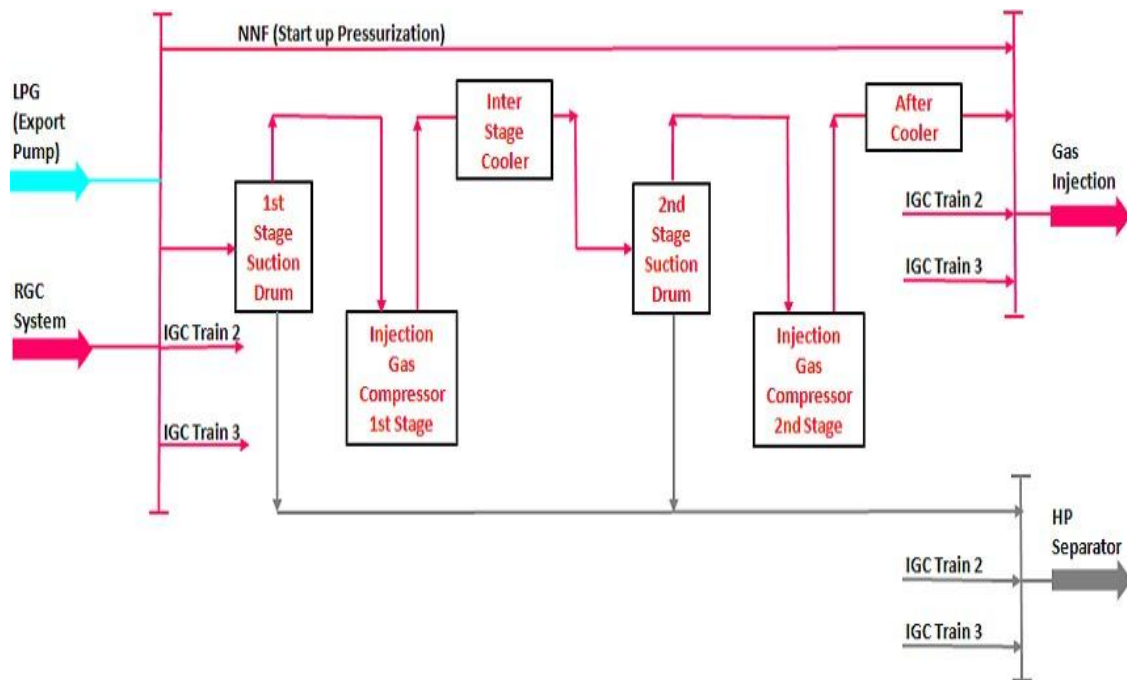 NNF (Start up Pressurization)
LPG
(Export
Pump)
Inter
Stage
Cooler
After
Cooler
Gas
Injection
1st
Stage
Suction
Drum
2nd
Stage
Suction
Drum
IGC Train 2
IGC Train 3
RGC
System
IGC Train 2
IGC Train 3
Injection
Gas
Compressor
1st Stage
Injection
Gas
Compressor
2nd Stage
HP
Separator
IGC Train 2
IGC Train 3